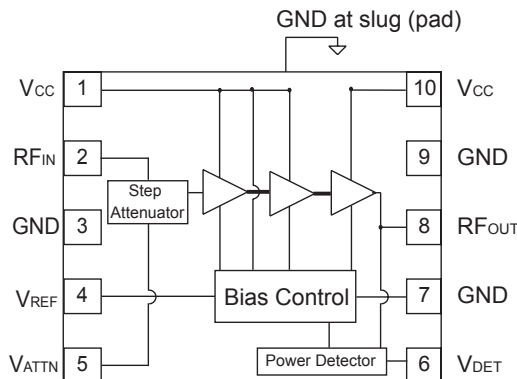 GND at slug (pad)
VCC 1
10 VCC
RFIN 2
9 GND
Step
Attenuator
GND 3
8 RFOUT
VREF 4
Bias Control
7 GND
VATTN 5
Power Detector
6 VDET